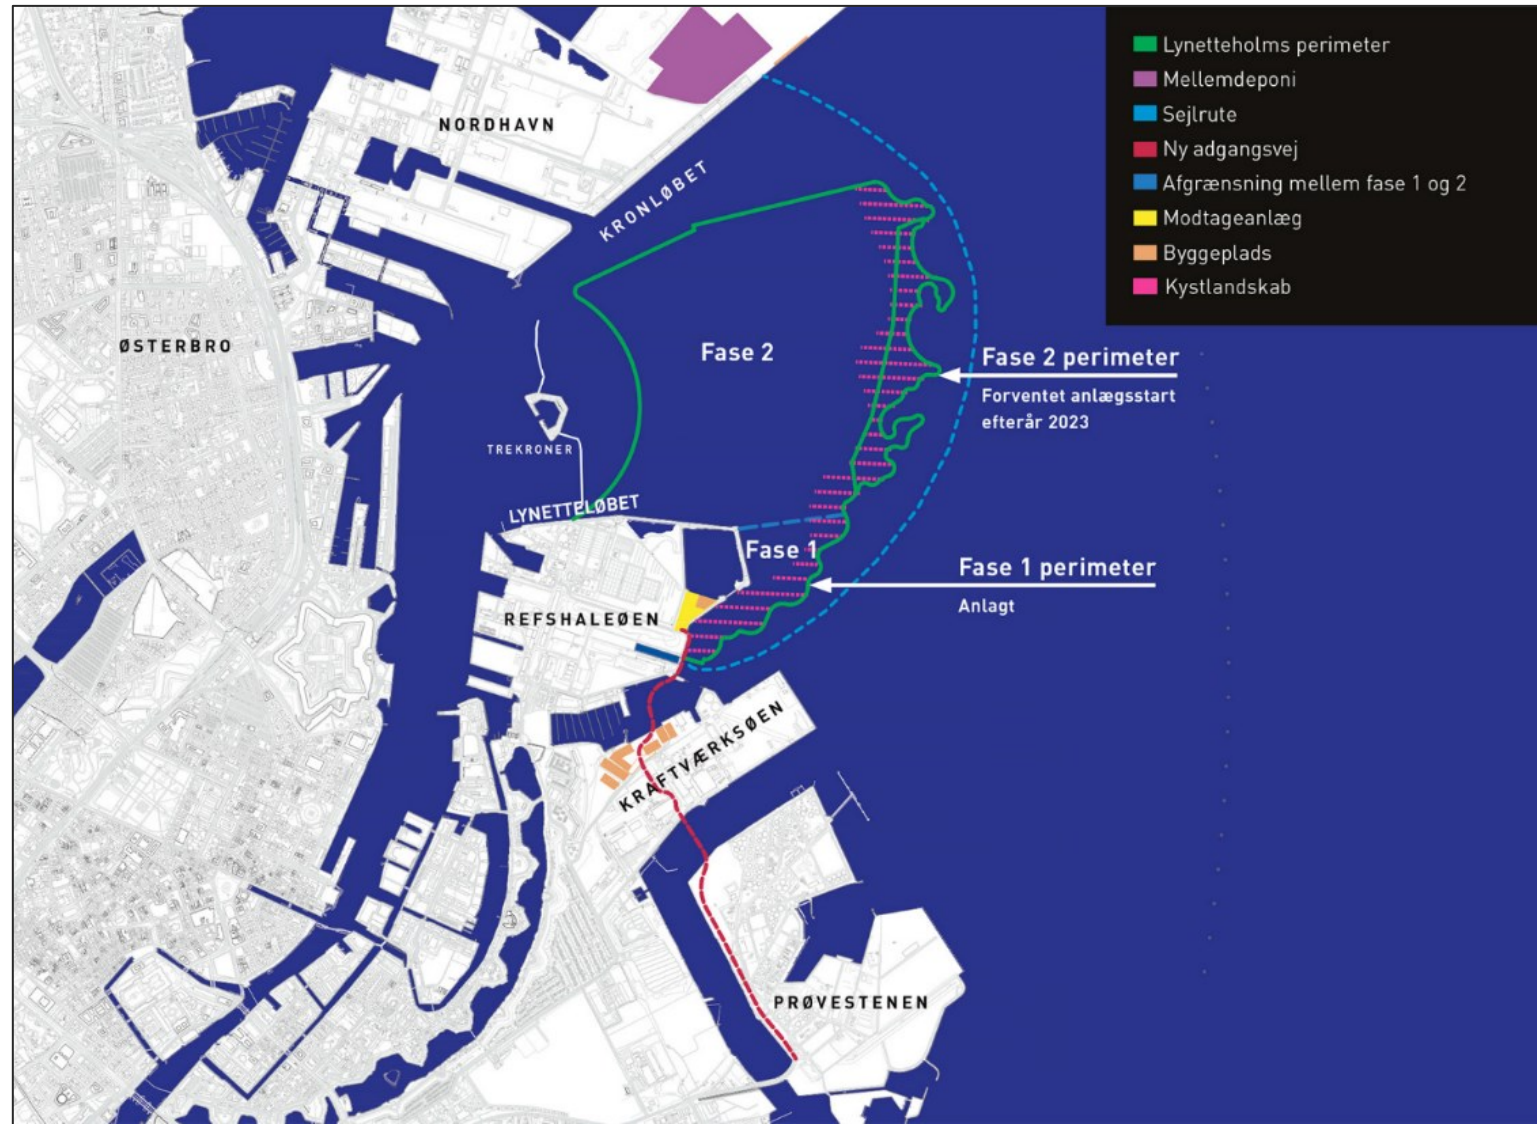 Lynetteholms perimeter
Mellemdeponi
Sejlrute
Ny adgangsvej
Afgrænsning mellem fase 1 og 2
Modtageanlæg
Byggeplads
Kystlandskab
NORDHAVN
KRONLØBET
ØSTERBRO
Fase 2
Fase 2 perimeter
Forventet anlægsstart
efterår 2023
TREKRONER
LYNETTELØBET
Fase 1
Fase 1 perimeter
Anlagt
REFSHALEØEN
KRAFTVÆRKSØEN
PRØVESTENEN